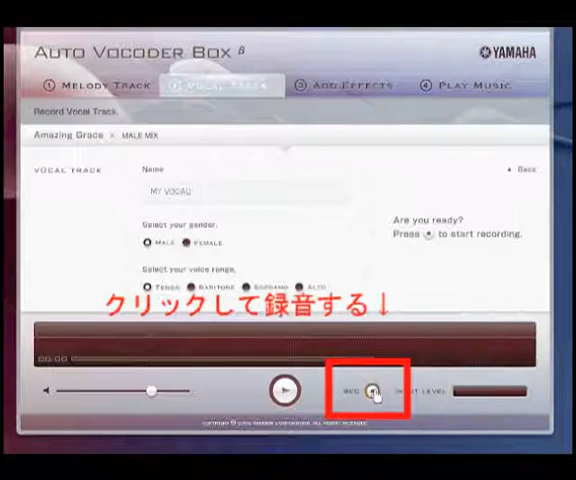 AUTO VOCODER BOX β
YAMAHA
① MELODY TRACK
② VOCAL TRACK
③ ADD EFFECTS
④ PLAY MUSIC
Record Vocal Track.
Amazing Grace > MALE MIX
VOCAL TRACK
Name
▲ Back
MY VOCAL
Select your gender.
MALE FEMALE
Are you ready?
Press to start recording.
Select your voice range.
TENOR BARITONE SOPRANO ALTO
クリックして録音する↓
00:00
REC
INPUT LEVEL